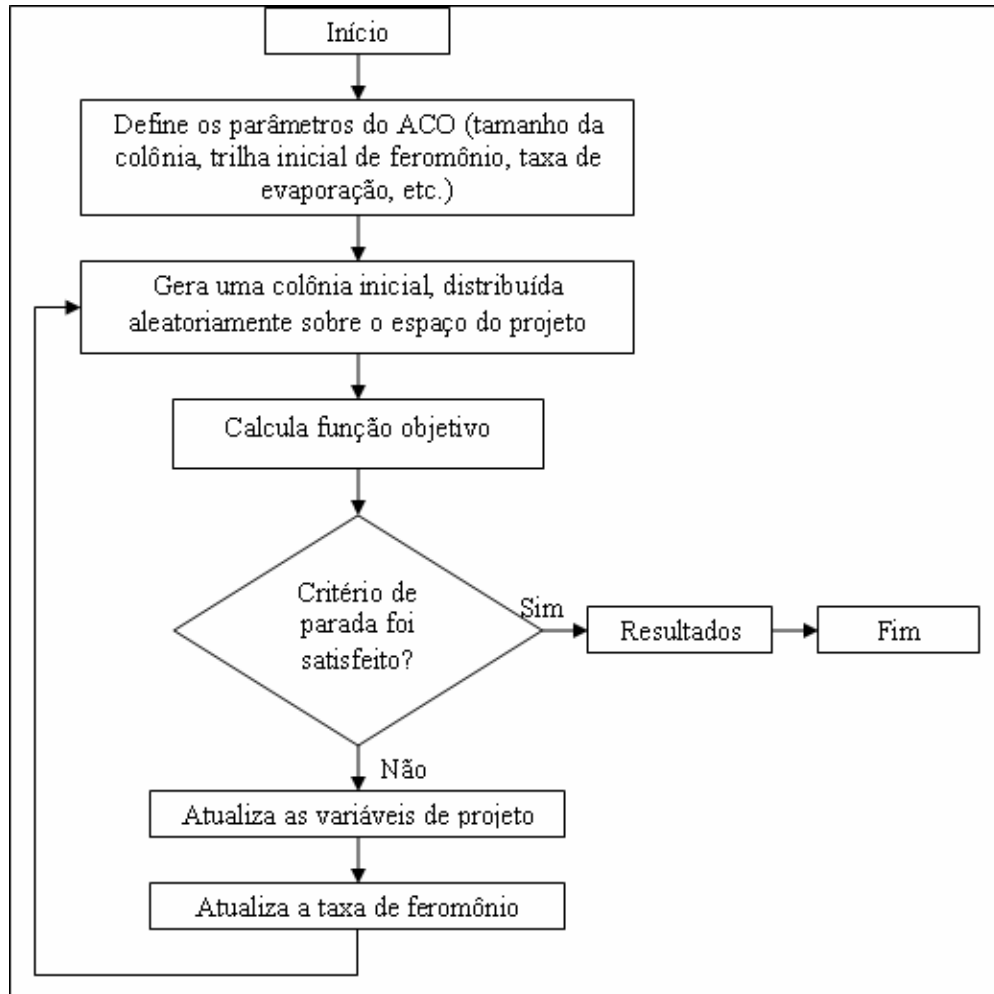 Início
Define os parâmetros do ACO (tamanho da
colônia, trilha inicial de feromônio, taxa de
evaporação, etc.)
Gera uma colônia inicial, distribuída
aleatoriamente sobre o espaço do projeto
Calcula função objetivo
Critério de
parada foi
satisfeito?
Sim
Resultados
Fim
Não
Atualiza as variáveis de projeto
Atualiza a taxa de feromônio